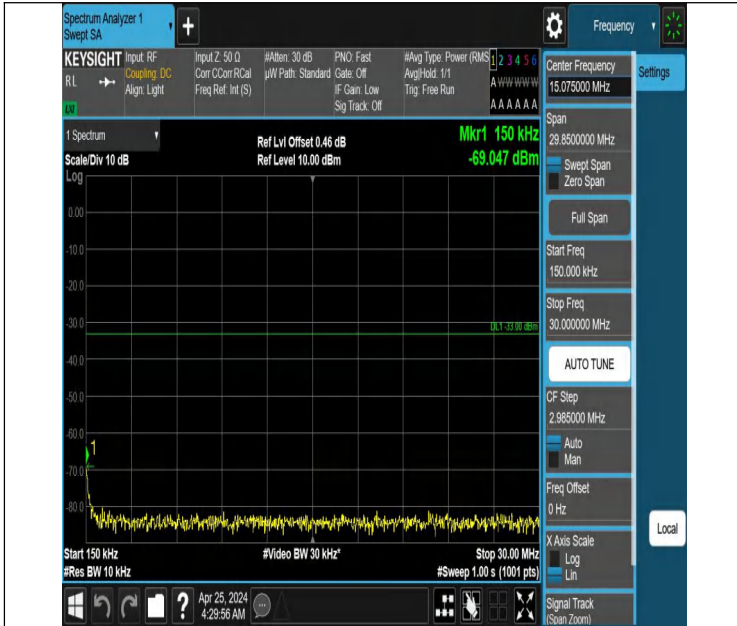 Spectrum Analyzer 1
Swept SA
+
Frequency
KEYSIGHT
RL
Input: RF
Coupling: DC
Align: Light
Input Z: 50 Ω
Corr CCorr RCal
Freq Ref: Int (S)
#Atten: 30 dB
µW Path: Standard
PNO: Fast
Gate: Off
IF Gain: Low
Sig Track: Off
#Avg Type: Power (RMS
Avg|Hold: 1/1
Trig: Free Run
1 2 3 4 5 6
A W W W W W
A A A A A A
1 Spectrum
Scale/Div 10 dB
Log
Ref Lvl Offset 0.46 dB
Ref Level 10.00 dBm
Mkr1 150 kHz
-69.047 dBm
0.00
-10.0
-20.0
-30.0
DL1 -33.00 dBm
-40.0
-50.0
-60.0
1
-70.0
-80.0
Start 150 kHz
#Video BW 30 kHz*
Stop 30.00 MHz
#Res BW 10 kHz
#Sweep 1.00 s (1001 pts)
?
Apr 25, 2024
4:29:56 AM
Center Frequency
15.075000 MHz
Settings
Span
29.8500000 MHz
Swept Span
Zero Span
Full Span
Start Freq
150.000 kHz
Stop Freq
30.000000 MHz
AUTO TUNE
CF Step
2.985000 MHz
Auto
Man
Freq Offset
0 Hz
X Axis Scale
Log
Lin
Local
Signal Track
(Span Zoom)